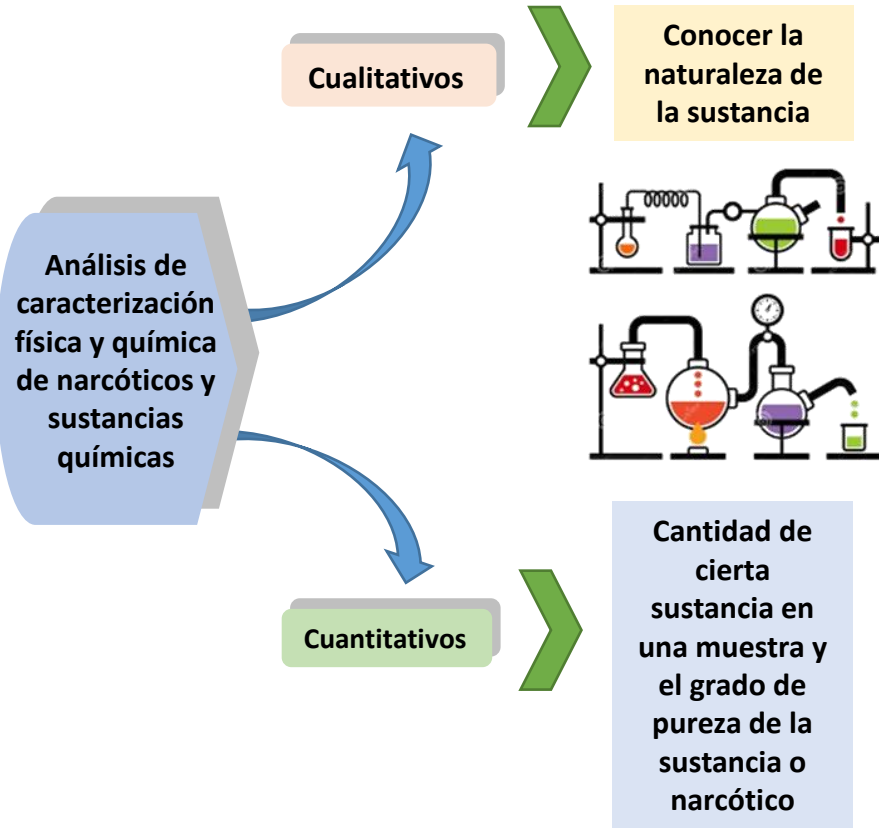 Cualitativos
Conocer la
naturaleza de
la sustancia
Análisis de
caracterización
física y química
de narcóticos y
sustancias
químicas
Cuantitativos
Cantidad de
cierta
sustancia en
una muestra y
el grado de
pureza de la
sustancia o
narcótico